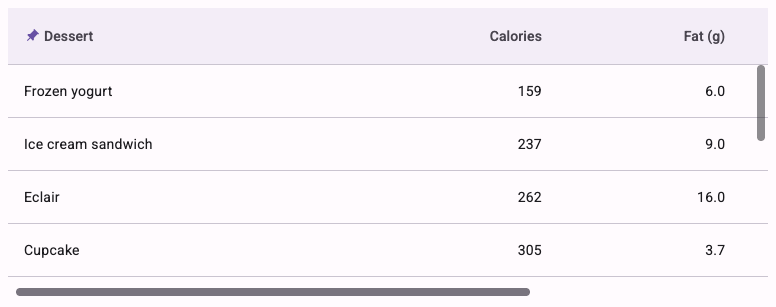 Dessert Calories Fat (g)
Frozen yogurt 159 6.0
Ice cream sandwich 237 9.0
Eclair 262 16.0
Cupcake 305 3.7